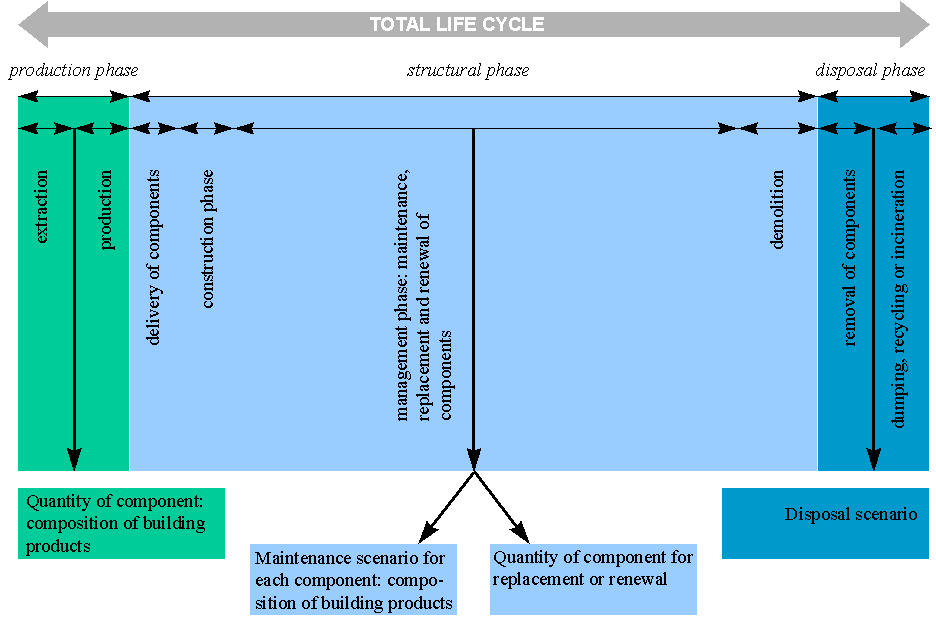 TOTAL LIFE CYCLE
production phase
structural phase
disposal phase
extraction
production
delivery of components
construction phase
management phase: maintenance,
replacement and renewal of
components
demolition
removal of components
dumping, recycling or incineration
Quantity of component:
composition of building
products
Maintenance scenario for
each component: compo-
sition of building products
Quantity of component for
replacement or renewal
Disposal scenario